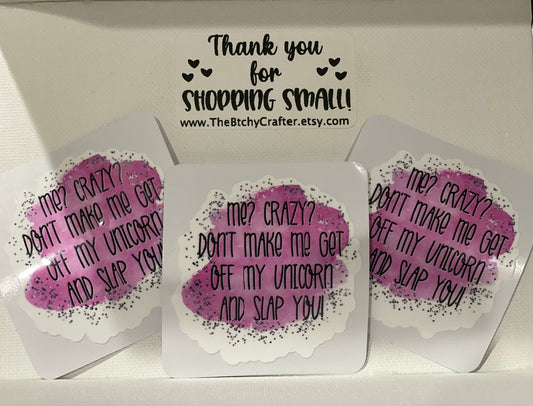 Thank you
for
SHOPPING SMALL!
www.TheBtchyCrafter.etsy.com
ME? CRAZY?
DON'T MAKE ME GET
OFF MY UNICORN
AND SLAP YOU!
ME? CRAZY?
DON'T MAKE ME GET
OFF MY UNICORN
AND SLAP YOU!
ME? CRAZY?
DON'T MAKE ME GET
OFF MY UNICORN
AND SLAP YOU!